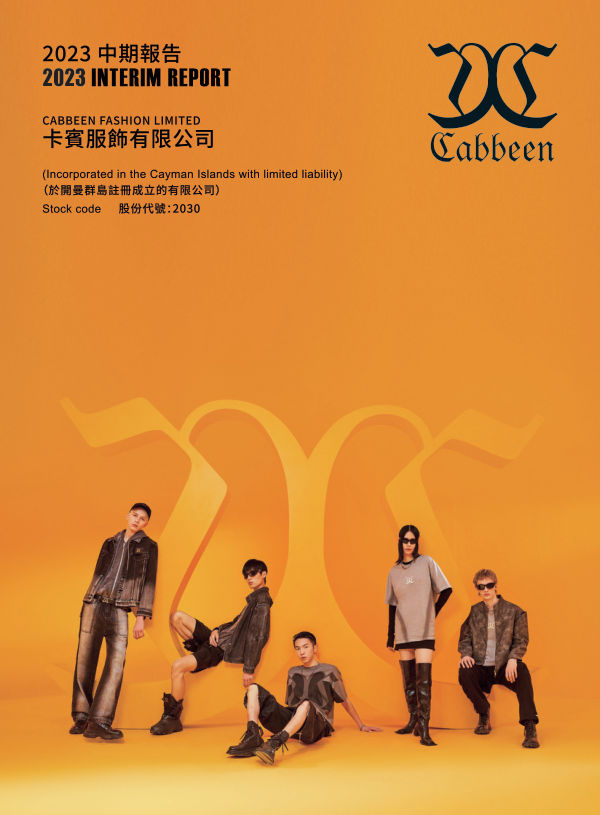 2023 中期報告
2023 INTERIM REPORT
CABBEEN FASHION LIMITED
卡賓服飾有限公司
(Incorporated in the Cayman Islands with limited liability)
（於開曼群島註冊成立的有限公司）
Stock code 股份代號：2030
Cabbeen